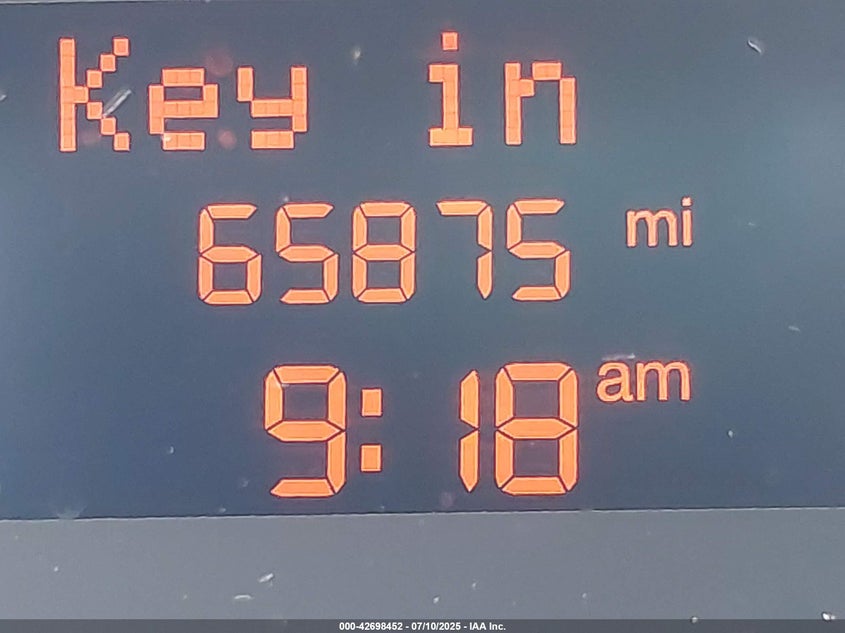 Key in
65875 mi
9:18 am
000-42698452 - 07/10/2025 - IAA Inc.